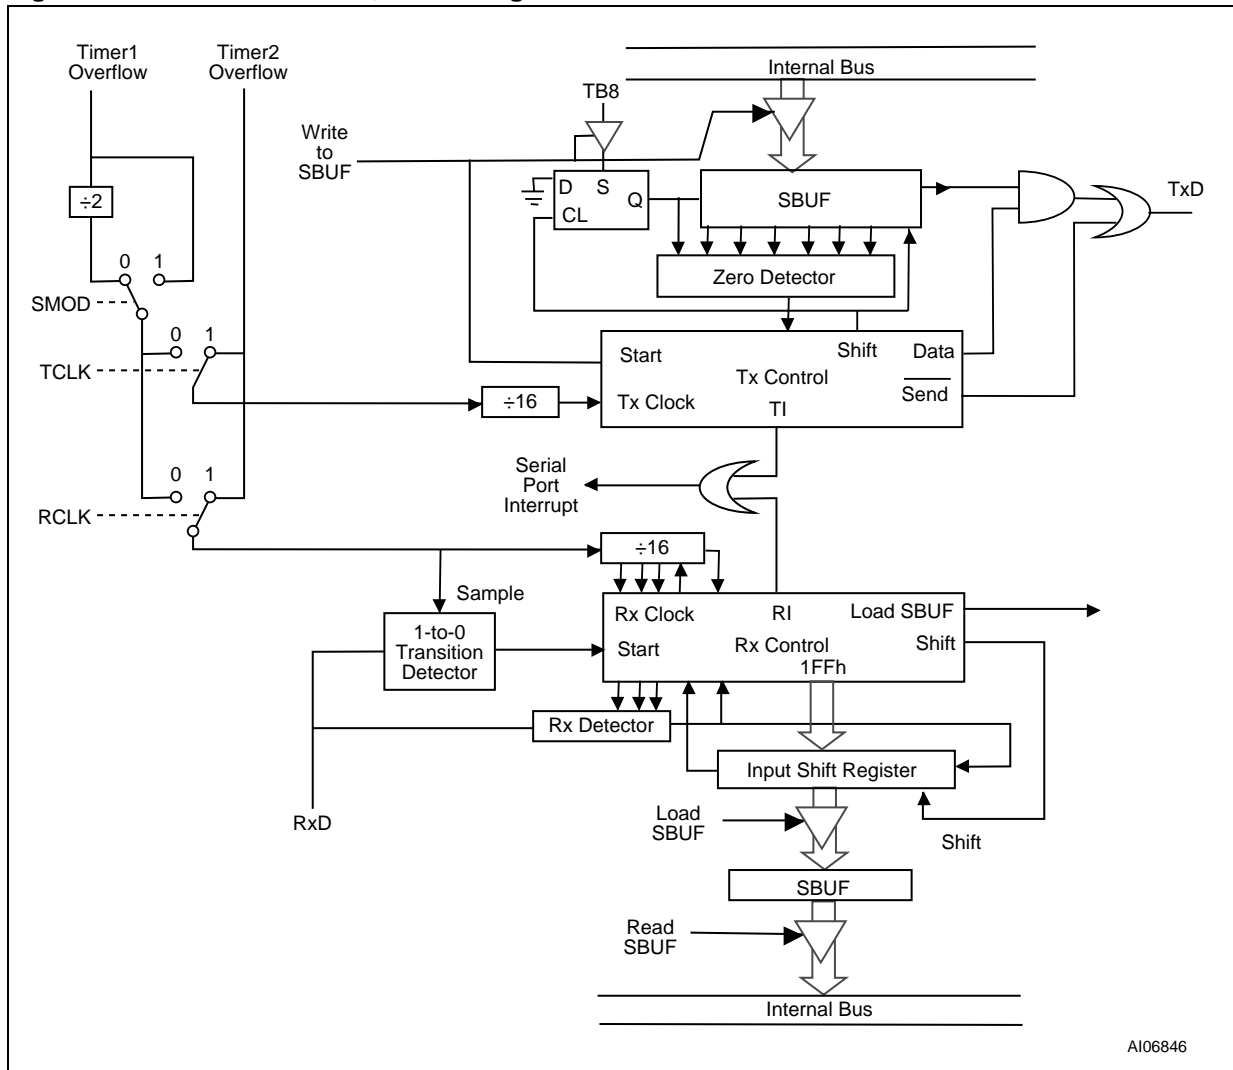 Timer1
Overflow
Timer2
Overflow
Internal Bus
TB8
Write
to
SBUF
D S
Q
CL
SBUF
TxD
÷2
Zero Detector
0 1
SMOD
0 1
TCLK
Start
Shift
Data
Tx Control
Send
÷16
Tx Clock
TI
0 1
Serial
Port
Interrupt
RCLK
÷16
Sample
Rx Clock
RI
Load SBUF
1-to-0
Transition
Detector
Start
Rx Control
Shift
1FFh
Rx Detector
Input Shift Register
RxD
Load
SBUF
Shift
SBUF
Read
SBUF
Internal Bus
AI06846